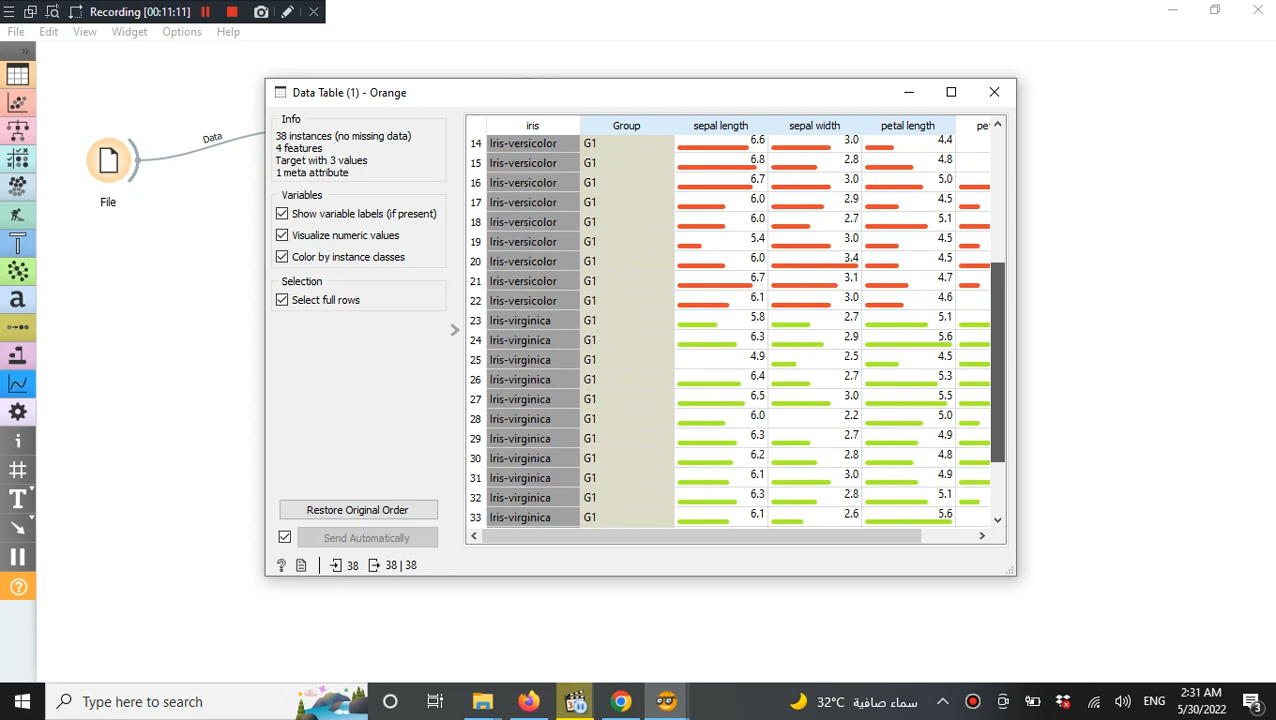 Recording [00:11:11]
File Edit View Widget Options Help
Data
File
Data Table (1) - Orange
Info
38 instances (no missing data)
4 features
Target with 3 values
1 meta attribute
Variables
Show variable labels (if present)
Visualize numeric values
Color by instance classes
Selection
Select full rows
Restore Original Order
Send Automatically
38 38 | 38
iris Group sepal length sepal width petal length pet
14 Iris-versicolor G1 6.6 3.0 4.4
15 Iris-versicolor G1 6.8 2.8 4.8
16 Iris-versicolor G1 6.7 3.0 5.0
17 Iris-versicolor G1 6.0 2.9 4.5
18 Iris-versicolor G1 6.0 2.7 5.1
19 Iris-versicolor G1 5.4 3.0 4.5
20 Iris-versicolor G1 6.0 3.4 4.5
21 Iris-versicolor G1 6.7 3.1 4.7
22 Iris-versicolor G1 6.1 3.0 4.6
23 Iris-virginica G1 5.8 2.7 5.1
24 Iris-virginica G1 6.3 2.9 5.6
25 Iris-virginica G1 4.9 2.5 4.5
26 Iris-virginica G1 6.4 2.7 5.3
27 Iris-virginica G1 6.5 3.0 5.5
28 Iris-virginica G1 6.0 2.2 5.0
29 Iris-virginica G1 6.3 2.7 4.9
30 Iris-virginica G1 6.2 2.8 4.8
31 Iris-virginica G1 6.1 3.0 4.9
32 Iris-virginica G1 6.3 2.8 5.1
33 Iris-virginica G1 6.1 2.6 5.6
Type here to search
32°C سماء صافية
ENG
2:31 AM
5/30/2022
3